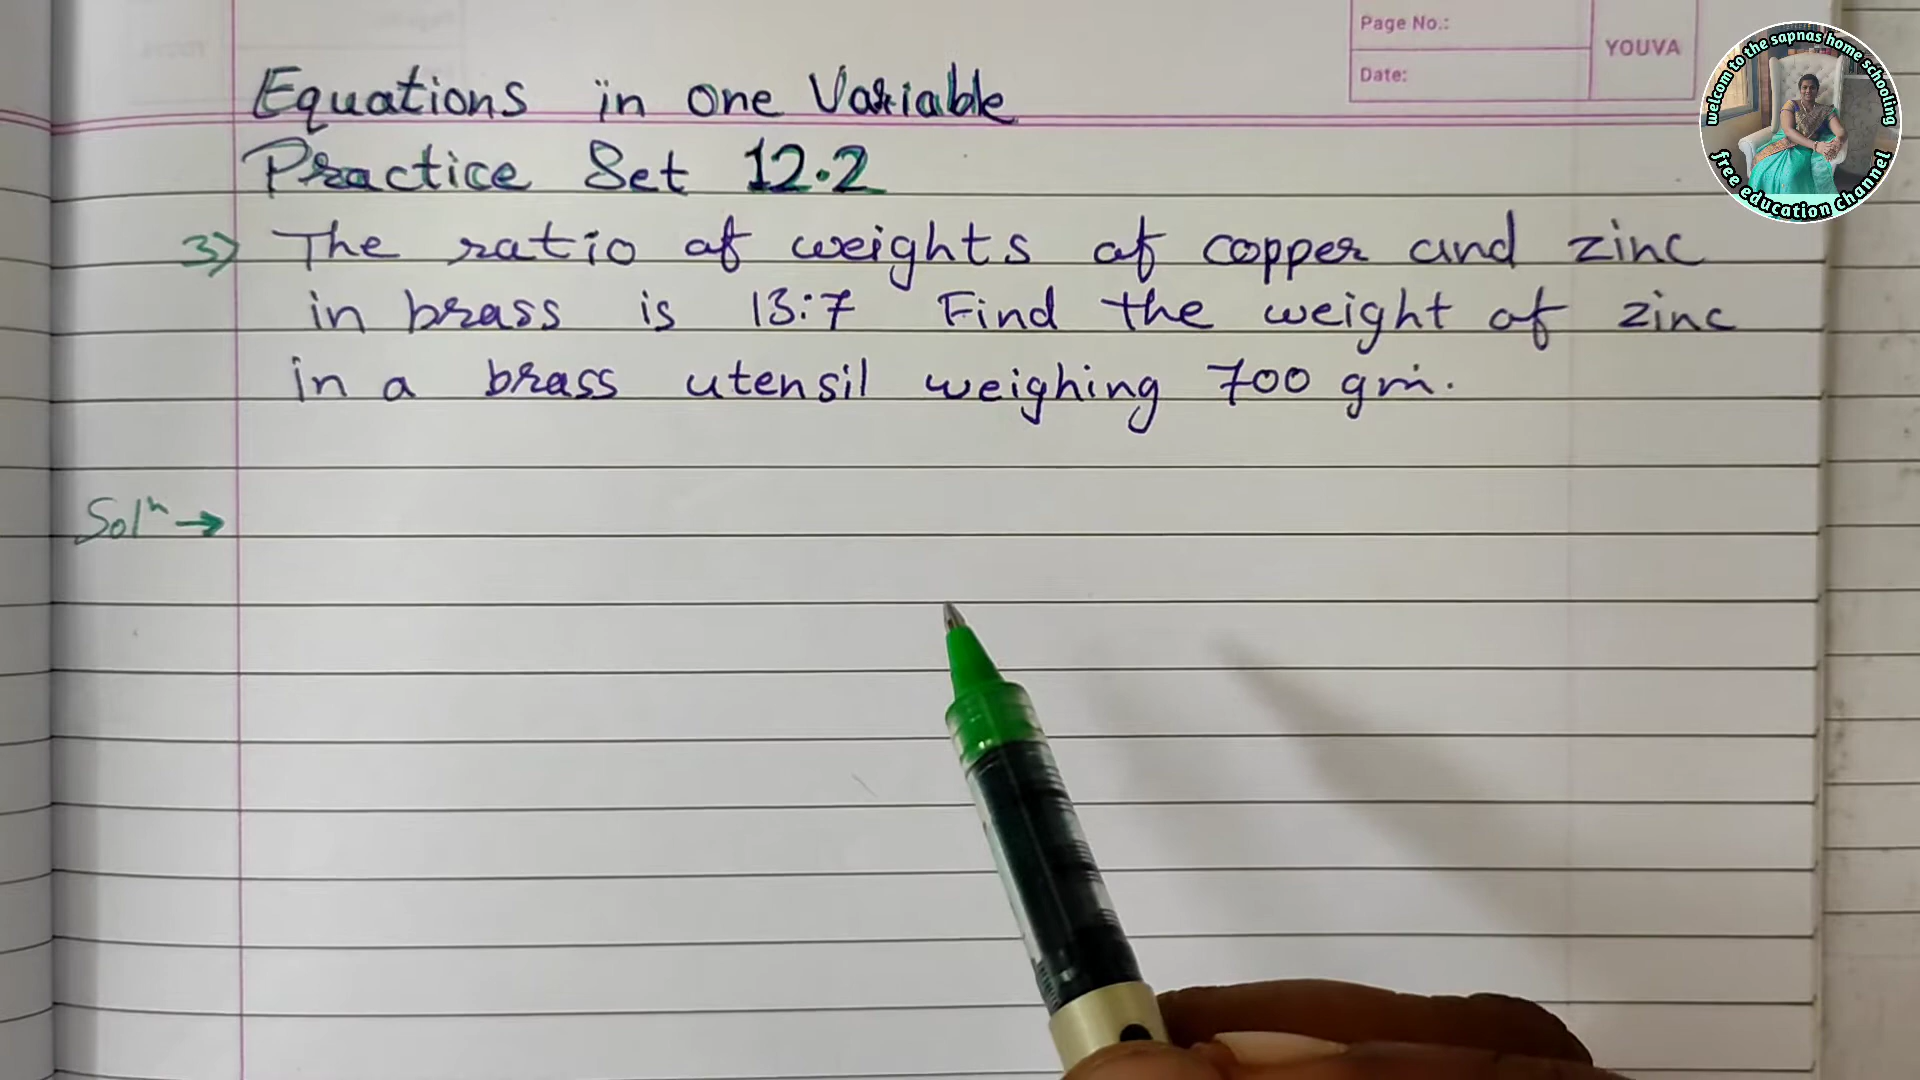 Page No.:
YOUVA
Date:
welcom to the sapnas home schooling
free education channel
Equations in one Variable
Practice Set 12.2
3) The ratio of weights of copper and zinc
in brass is 13:7 Find the weight of zinc
in a brass utensil weighing 700 gm.
Solⁿ →